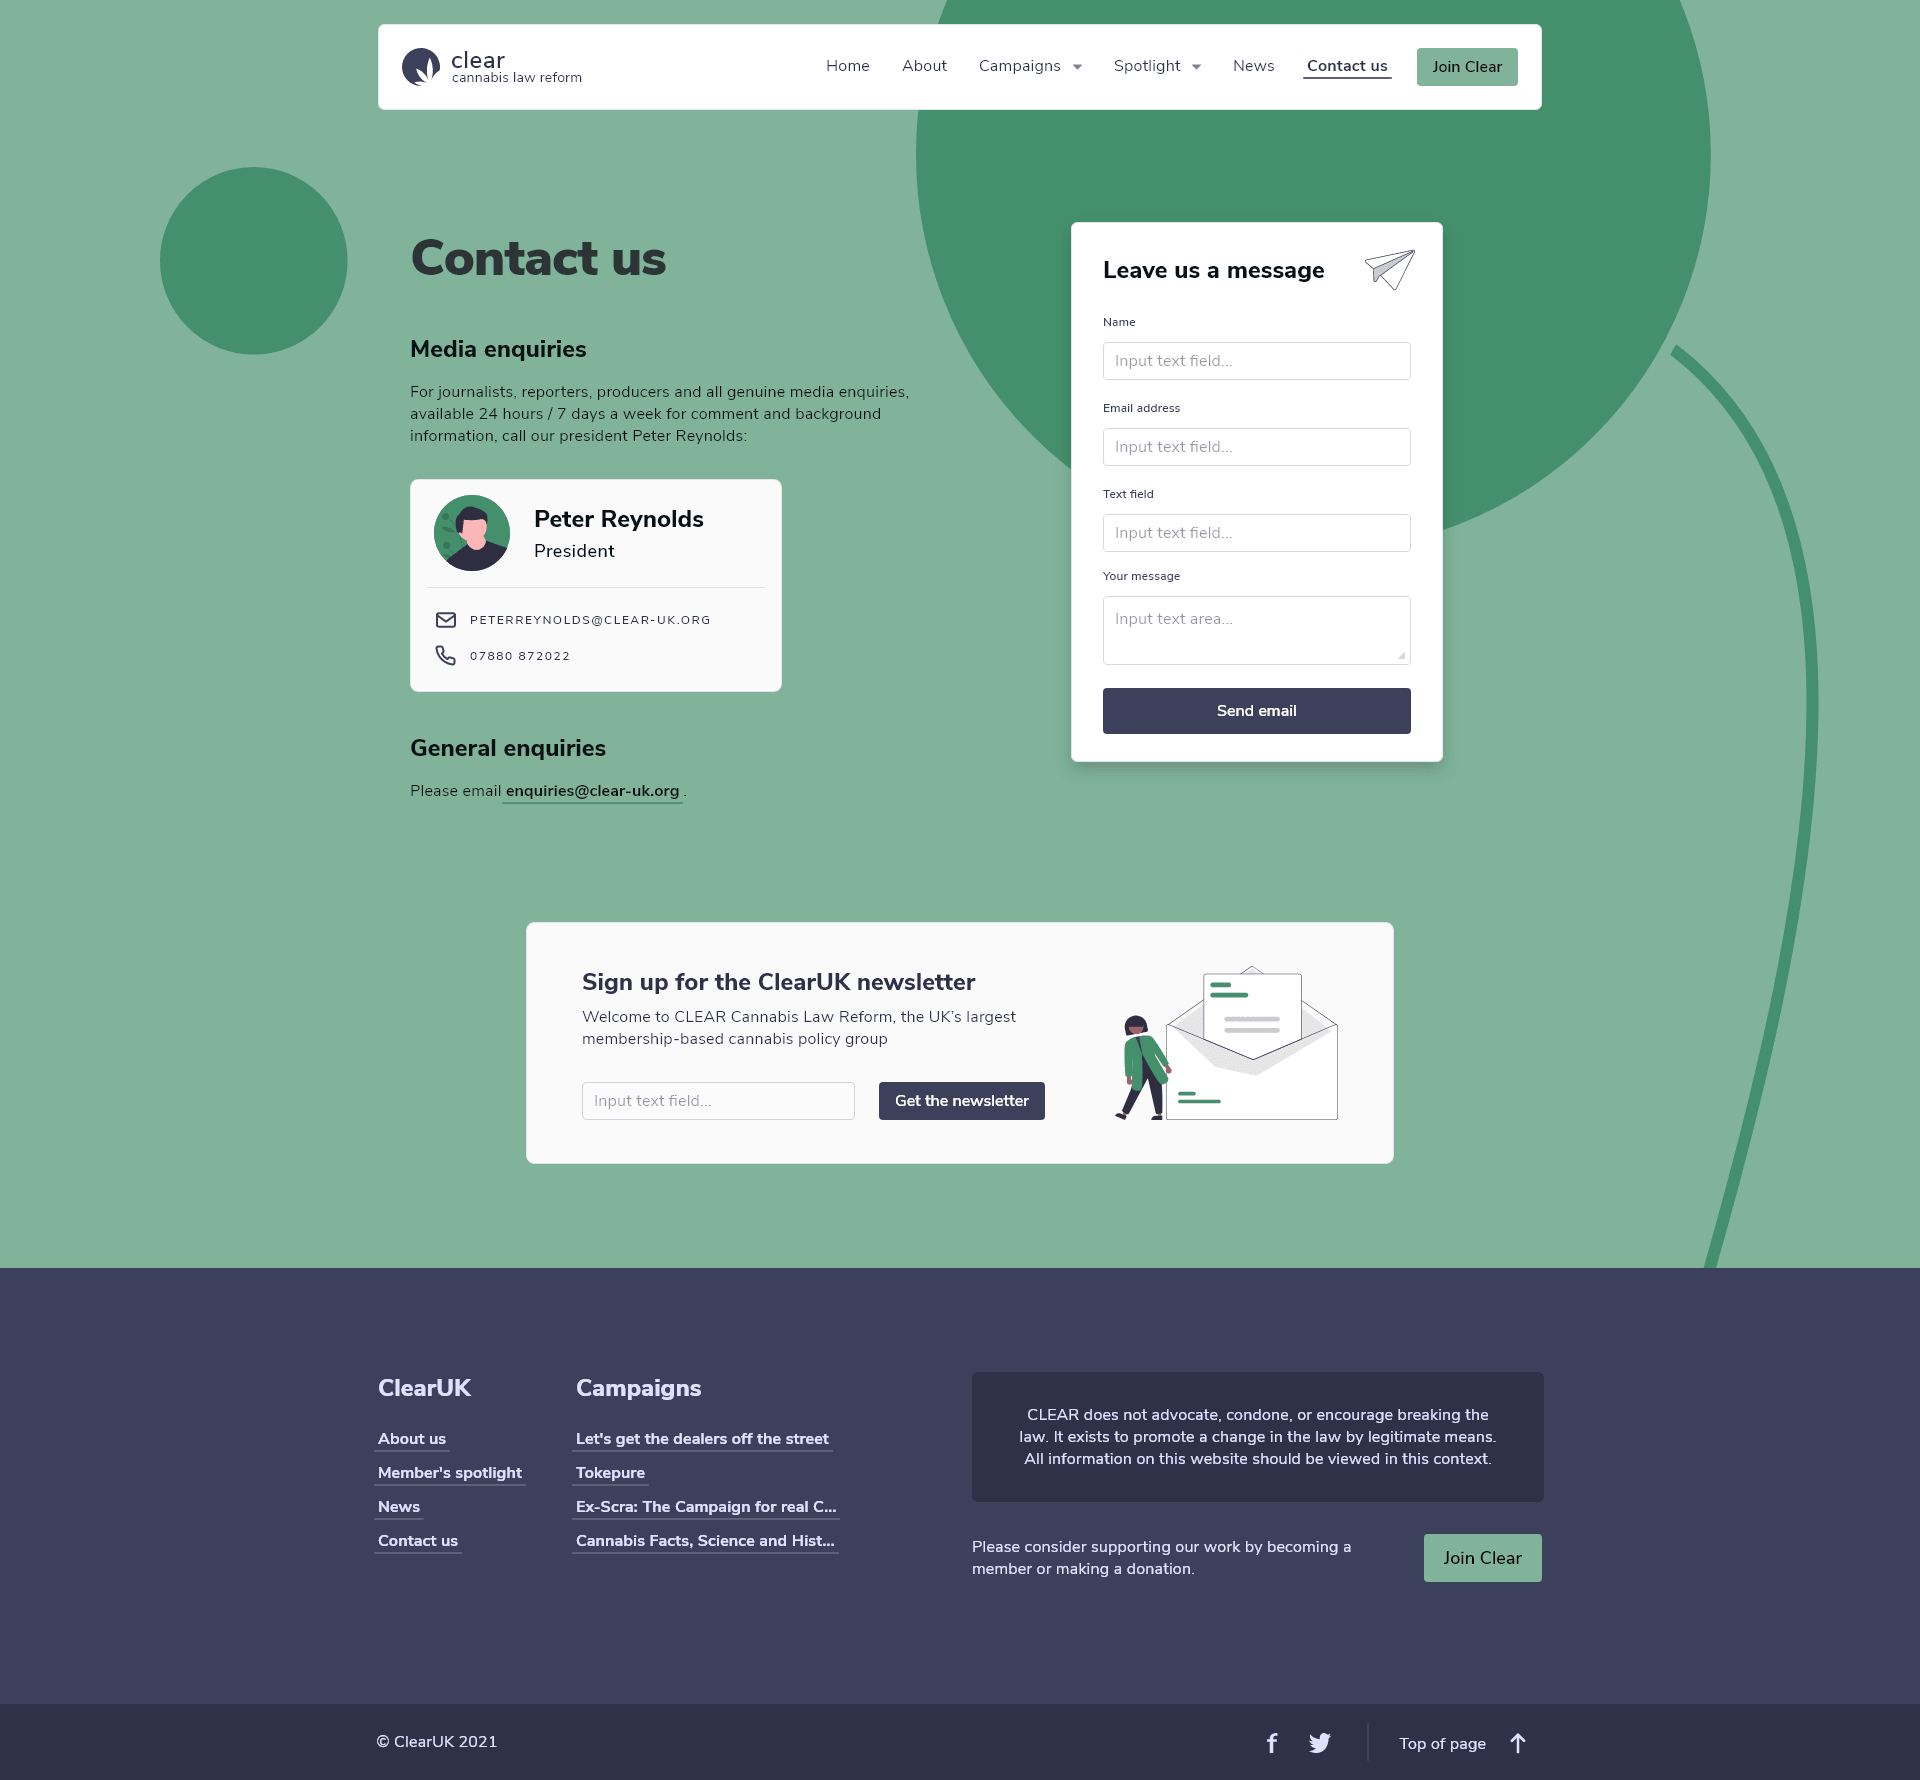 clear
cannabis law reform
Home
About
Campaigns
Spotlight
News
Contact us
Join Clear
Contact us
Media enquiries
For journalists, reporters, producers and all genuine media enquiries,
available 24 hours / 7 days a week for comment and background
information, call our president Peter Reynolds:
Peter Reynolds
President
PETERREYNOLDS@CLEAR-UK.ORG
07880 872022
General enquiries
Please email enquiries@clear-uk.org .
Leave us a message
Name
Input text field...
Email address
Input text field...
Text field
Input text field...
Your message
Input text area...
Send email
Sign up for the ClearUK newsletter
Welcome to CLEAR Cannabis Law Reform, the UK's largest
membership-based cannabis policy group
Input text field...
Get the newsletter
ClearUK
About us
Member's spotlight
News
Contact us
Campaigns
Let's get the dealers off the street
Tokepure
Ex-Scra: The Campaign for real C...
Cannabis Facts, Science and Hist...
CLEAR does not advocate, condone, or encourage breaking the
law. It exists to promote a change in the law by legitimate means.
All information on this website should be viewed in this context.
Please consider supporting our work by becoming a
member or making a donation.
Join Clear
© ClearUK 2021
Top of page